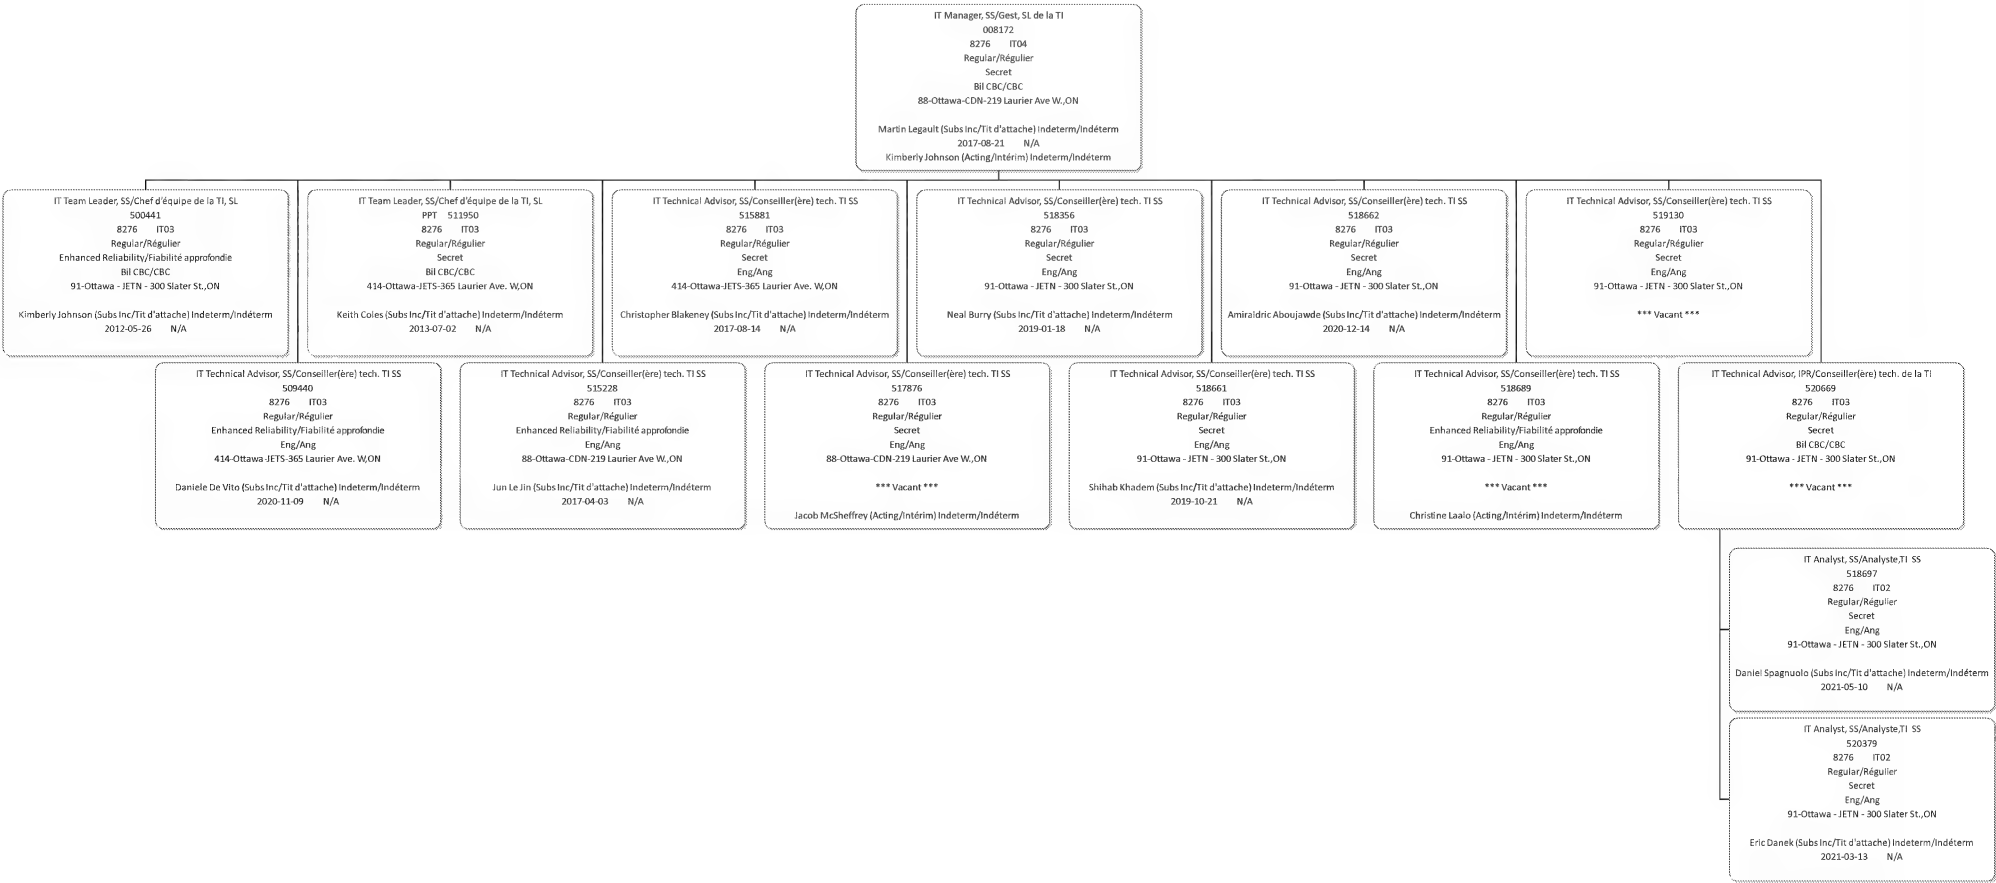 IT Manager, SS/Gest, SL de la TI
008172
8276 IT04
Regular/Régulier
Secret
Bil CBC/CBC
88-Ottawa-CDN-219 Laurier Ave W.,ON
Martin Legault (Subs Inc/Tit d'attache) Indeterm/Indéterm
2017-08-21 N/A
Kimberly Johnson (Acting/Intérim) Indeterm/Indéterm
IT Team Leader, SS/Chef d'équipe de la TI, SL
500441
8276 IT03
Regular/Régulier
Enhanced Reliability/Fiabilité approfondie
Bil CBC/CBC
91-Ottawa - JETN - 300 Slater St.,ON
Kimberly Johnson (Subs Inc/Tit d'attache) Indeterm/Indéterm
2012-05-26 N/A
IT Team Leader, SS/Chef d'équipe de la TI, SL
PPT 511950
8276 IT03
Regular/Régulier
Secret
Bil CBC/CBC
414-Ottawa-JETS-365 Laurier Ave. W,ON
Keith Coles (Subs Inc/Tit d'attache) Indeterm/Indéterm
2013-07-02 N/A
IT Technical Advisor, SS/Conseiller(ère) tech. TI SS
515881
8276 IT03
Regular/Régulier
Secret
Eng/Ang
414-Ottawa-JETS-365 Laurier Ave. W,ON
Christopher Blakeney (Subs Inc/Tit d'attache) Indeterm/Indéterm
2017-08-14 N/A
IT Technical Advisor, SS/Conseiller(ère) tech. TI SS
518356
8276 IT03
Regular/Régulier
Secret
Eng/Ang
91-Ottawa - JETN - 300 Slater St.,ON
Neal Burry (Subs Inc/Tit d'attache) Indeterm/Indéterm
2019-01-18 N/A
IT Technical Advisor, SS/Conseiller(ère) tech. TI SS
518662
8276 IT03
Regular/Régulier
Secret
Eng/Ang
91-Ottawa - JETN - 300 Slater St.,ON
Amiraldric Aboujawde (Subs Inc/Tit d'attache) Indeterm/Indéterm
2020-12-14 N/A
IT Technical Advisor, SS/Conseiller(ère) tech. TI SS
519130
8276 IT03
Regular/Régulier
Secret
Eng/Ang
91-Ottawa - JETN - 300 Slater St.,ON
*** Vacant ***
IT Technical Advisor, SS/Conseiller(ère) tech. TI SS
509440
8276 IT03
Regular/Régulier
Enhanced Reliability/Fiabilité approfondie
Eng/Ang
414-Ottawa-JETS-365 Laurier Ave. W,ON
Daniele De Vito (Subs Inc/Tit d'attache) Indeterm/Indéterm
2020-11-09 N/A
IT Technical Advisor, SS/Conseiller(ère) tech. TI SS
515228
8276 IT03
Regular/Régulier
Enhanced Reliability/Fiabilité approfondie
Eng/Ang
88-Ottawa-CDN-219 Laurier Ave W.,ON
Jun Le Jin (Subs Inc/Tit d'attache) Indeterm/Indéterm
2017-04-03 N/A
IT Technical Advisor, SS/Conseiller(ère) tech. TI SS
517876
8276 IT03
Regular/Régulier
Secret
Eng/Ang
88-Ottawa-CDN-219 Laurier Ave W.,ON
*** Vacant ***
Jacob McSheffrey (Acting/Intérim) Indeterm/Indéterm
IT Technical Advisor, SS/Conseiller(ère) tech. TI SS
518661
8276 IT03
Regular/Régulier
Secret
Eng/Ang
91-Ottawa - JETN - 300 Slater St.,ON
Shihab Khadem (Subs Inc/Tit d'attache) Indeterm/Indéterm
2019-10-21 N/A
IT Technical Advisor, SS/Conseiller(ère) tech. TI SS
518689
8276 IT03
Regular/Régulier
Enhanced Reliability/Fiabilité approfondie
Eng/Ang
91-Ottawa - JETN - 300 Slater St.,ON
*** Vacant ***
Christine Laalo (Acting/Intérim) Indeterm/Indéterm
IT Technical Advisor, IPR/Conseiller(ère) tech. de la TI
520669
8276 IT03
Regular/Régulier
Secret
Bil CBC/CBC
91-Ottawa - JETN - 300 Slater St.,ON
*** Vacant ***
IT Analyst, SS/Analyste,TI SS
518697
8276 IT02
Regular/Régulier
Secret
Eng/Ang
91-Ottawa - JETN - 300 Slater St.,ON
Daniel Spagnuolo (Subs Inc/Tit d'attache) Indeterm/Indéterm
2021-05-10 N/A
IT Analyst, SS/Analyste,TI SS
520379
8276 IT02
Regular/Régulier
Secret
Eng/Ang
91-Ottawa - JETN - 300 Slater St.,ON
Eric Danek (Subs Inc/Tit d'attache) Indeterm/Indéterm
2021-03-13 N/A